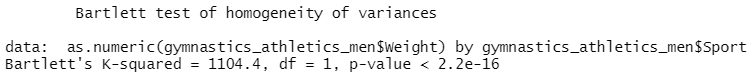 Bartlett test of homogeneity of variances
data:  as.numeric(gymnastics_athletics_men$Weight) by gymnastics_athletics_men$Sport
Bartlett's K-squared = 1104.4, df = 1, p-value < 2.2e-16